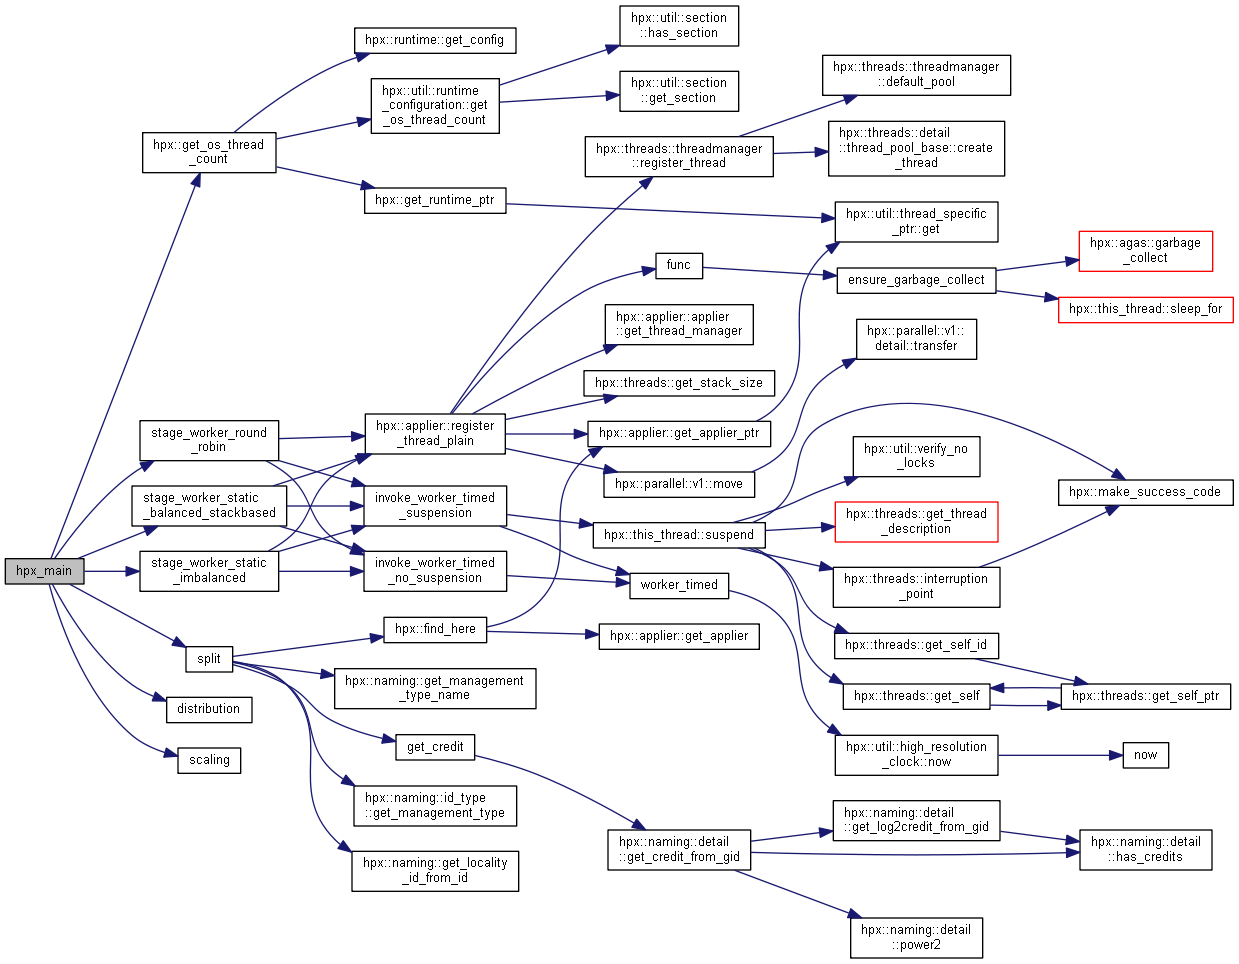 hpx_main
hpx::get_os_thread
_count
stage_worker_round
_robin
stage_worker_static
_balanced_stackbased
stage_worker_static
_imbalanced
split
distribution
scaling
hpx::runtime::get_config
hpx::util::runtime
_configuration::get
_os_thread_count
hpx::get_runtime_ptr
hpx::applier::register
_thread_plain
invoke_worker_timed
_suspension
invoke_worker_timed
_no_suspension
hpx::find_here
hpx::naming::get_management
_type_name
get_credit
hpx::naming::id_type
::get_management_type
hpx::naming::get_locality
_id_from_id
hpx::util::section
::has_section
hpx::util::section
::get_section
hpx::threads::threadmanager
::register_thread
func
hpx::applier::applier
::get_thread_manager
hpx::threads::get_stack_size
hpx::applier::get_applier_ptr
hpx::parallel::v1::move
hpx::this_thread::suspend
worker_timed
hpx::applier::get_applier
hpx::naming::detail
::get_credit_from_gid
hpx::threads::threadmanager
::default_pool
hpx::threads::detail
::thread_pool_base::create
_thread
hpx::util::thread_specific
_ptr::get
ensure_garbage_collect
hpx::parallel::v1::
detail::transfer
hpx::util::verify_no
_locks
hpx::threads::get_thread
_description
hpx::threads::interruption
_point
hpx::threads::get_self_id
hpx::threads::get_self
hpx::util::high_resolution
_clock::now
hpx::naming::detail
::get_log2credit_from_gid
hpx::naming::detail
::power2
hpx::agas::garbage
_collect
hpx::this_thread::sleep_for
hpx::make_success_code
hpx::threads::get_self_ptr
now
hpx::naming::detail
::has_credits